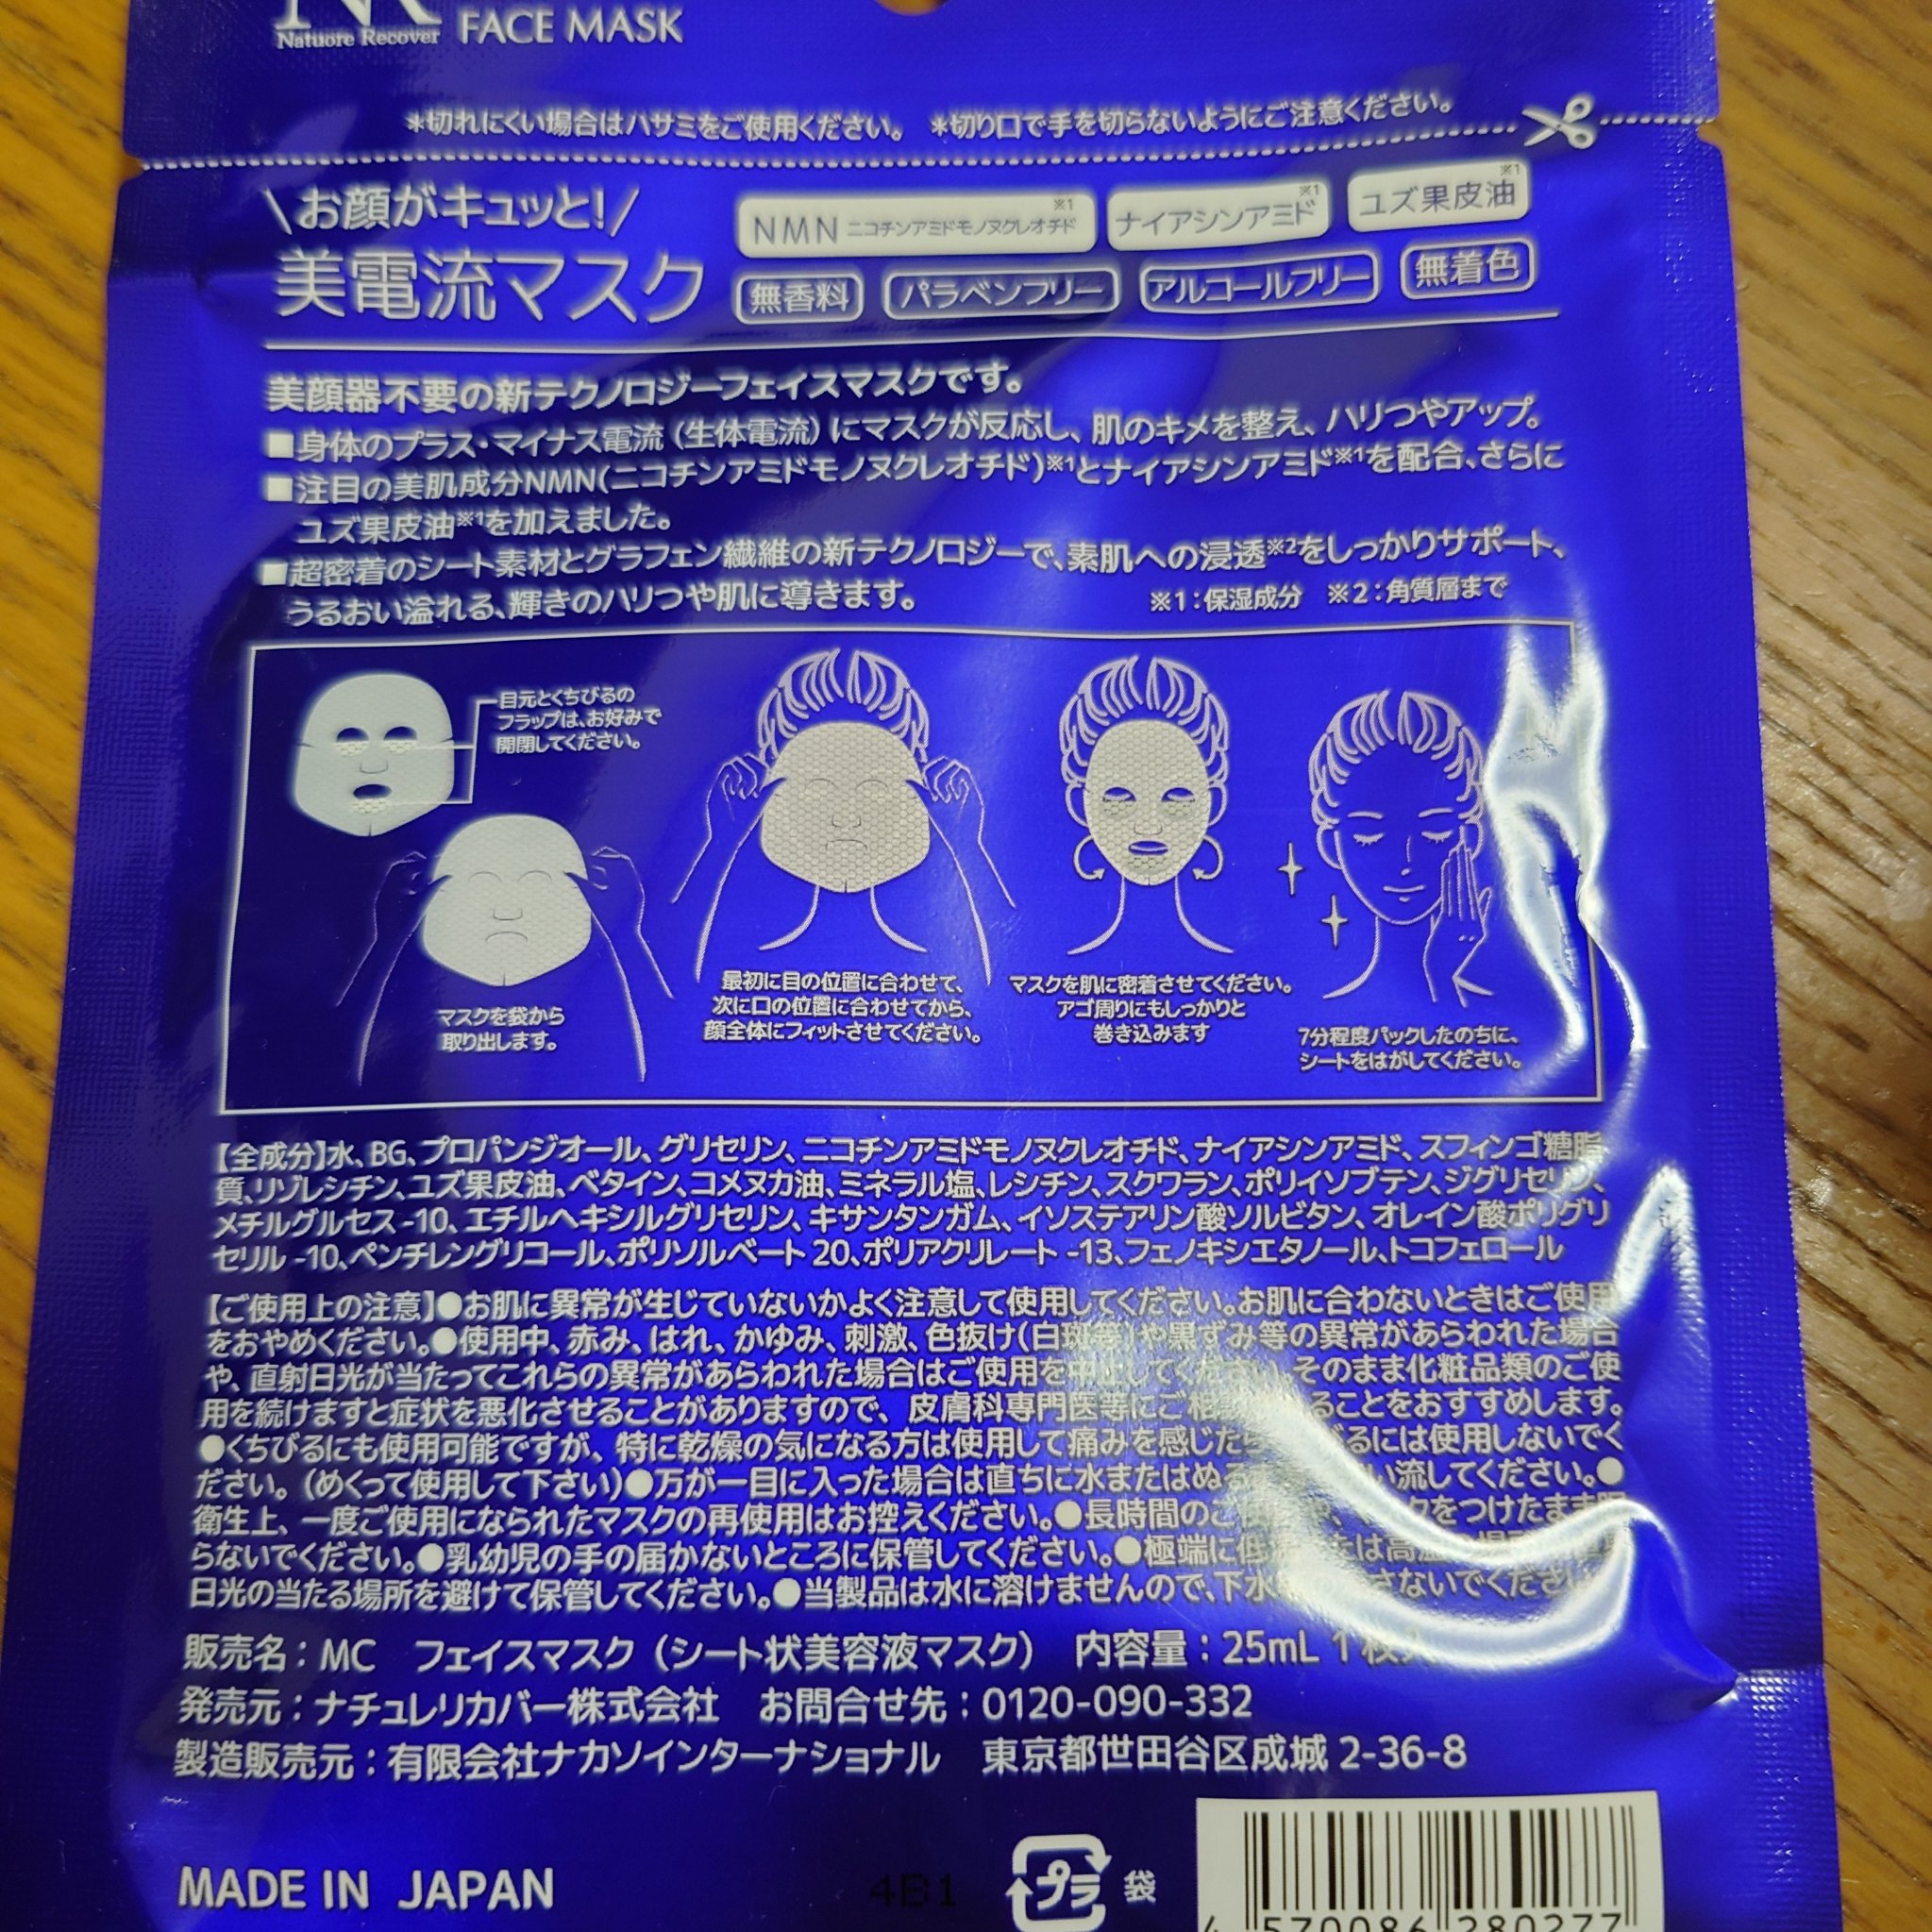 Natuore Recover FACE MASK
*切れにくい場合はハサミをご使用ください。 *切り口で手を切らないようにご注意ください。
\お顔がキュッと!/
美電流マスク
NMN ニコチンアミドモノヌクレオチド ※1 ナイアシンアミド ※1 ユズ果皮油 ※1
無香料 パラベンフリー アルコールフリー 無着色
美顔器不要の新テクノロジーフェイスマスクです。
■身体のプラス・マイナス電流（生体電流）にマスクが反応し、肌のキメを整え、ハリつやアップ。
■注目の美肌成分NMN(ニコチンアミドモノヌクレオチド)※1とナイアシンアミド※1を配合、さらに
ユズ果皮油※1を加えました。
■超密着のシート素材とグラフェン繊維の新テクノロジーで、素肌への浸透※2をしっかりサポート、
うるおい溢れる、輝きのハリつや肌に導きます。 ※1：保湿成分 ※2：角質層まで
目元とくちびるの
フラップは、お好みで
開閉してください。
マスクを袋から
取り出します。
最初に目の位置に合わせて、
次に口の位置に合わせてから、
顔全体にフィットさせてください。
マスクを肌に密着させてください。
アゴ周りにもしっかりと
巻き込みます
7分程度パックしたのちに、
シートをはがしてください。
【全成分】水、BG、プロパンジオール、グリセリン、ニコチンアミドモノヌクレオチド、ナイアシンアミド、スフィンゴ糖脂
質、リゾレシチン、ユズ果皮油、ベタイン、コメヌカ油、ミネラル塩、レシチン、スクワラン、ポリイソブテン、ジグリセリン、
メチルグルセス-10、エチルヘキシルグリセリン、キサンタンガム、イソステアリン酸ソルビタン、オレイン酸ポリグリ
セリル-10、ペンチレングリコール、ポリソルベート20、ポリアクリレート-13、フェノキシエタノール、トコフェロール
【ご使用上の注意】●お肌に異常が生じていないかよく注意して使用してください。お肌に合わないときはご使用
をおやめください。●使用中、赤み、はれ、かゆみ、刺激、色抜け(白斑等)や黒ずみ等の異常があらわれた場合
や、直射日光が当たってこれらの異常があらわれた場合はご使用を中止してください。そのまま化粧品類のご使
用を続けますと症状を悪化させることがありますので、皮膚科専門医等にご相 ることをおすすめします。
●くちびるにも使用可能ですが、特に乾燥の気になる方は使用して痛みを感じたら るには使用しないでく
ださい。(めくって使用して下さい)●万が一目に入った場合は直ちに水またはぬる い流してください。●
衛生上、一度ご使用になられたマスクの再使用はお控えください。●長時間のご クをつけたまま
らないでください。●乳幼児の手の届かないところに保管してください。●極端に低 は高温
日光の当たる場所を避けて保管してください。●当製品は水に溶けませんので、下水 さないでください
販売名：MC フェイスマスク（シート状美容液マスク） 内容量：25mL 1枚入
発売元：ナチュレリカバー株式会社 お問合せ先：0120-090-332
製造販売元：有限会社ナカソインターナショナル 東京都世田谷区成城 2-36-8
MADE IN JAPAN 4B1 プラ 袋
4 570086 280277